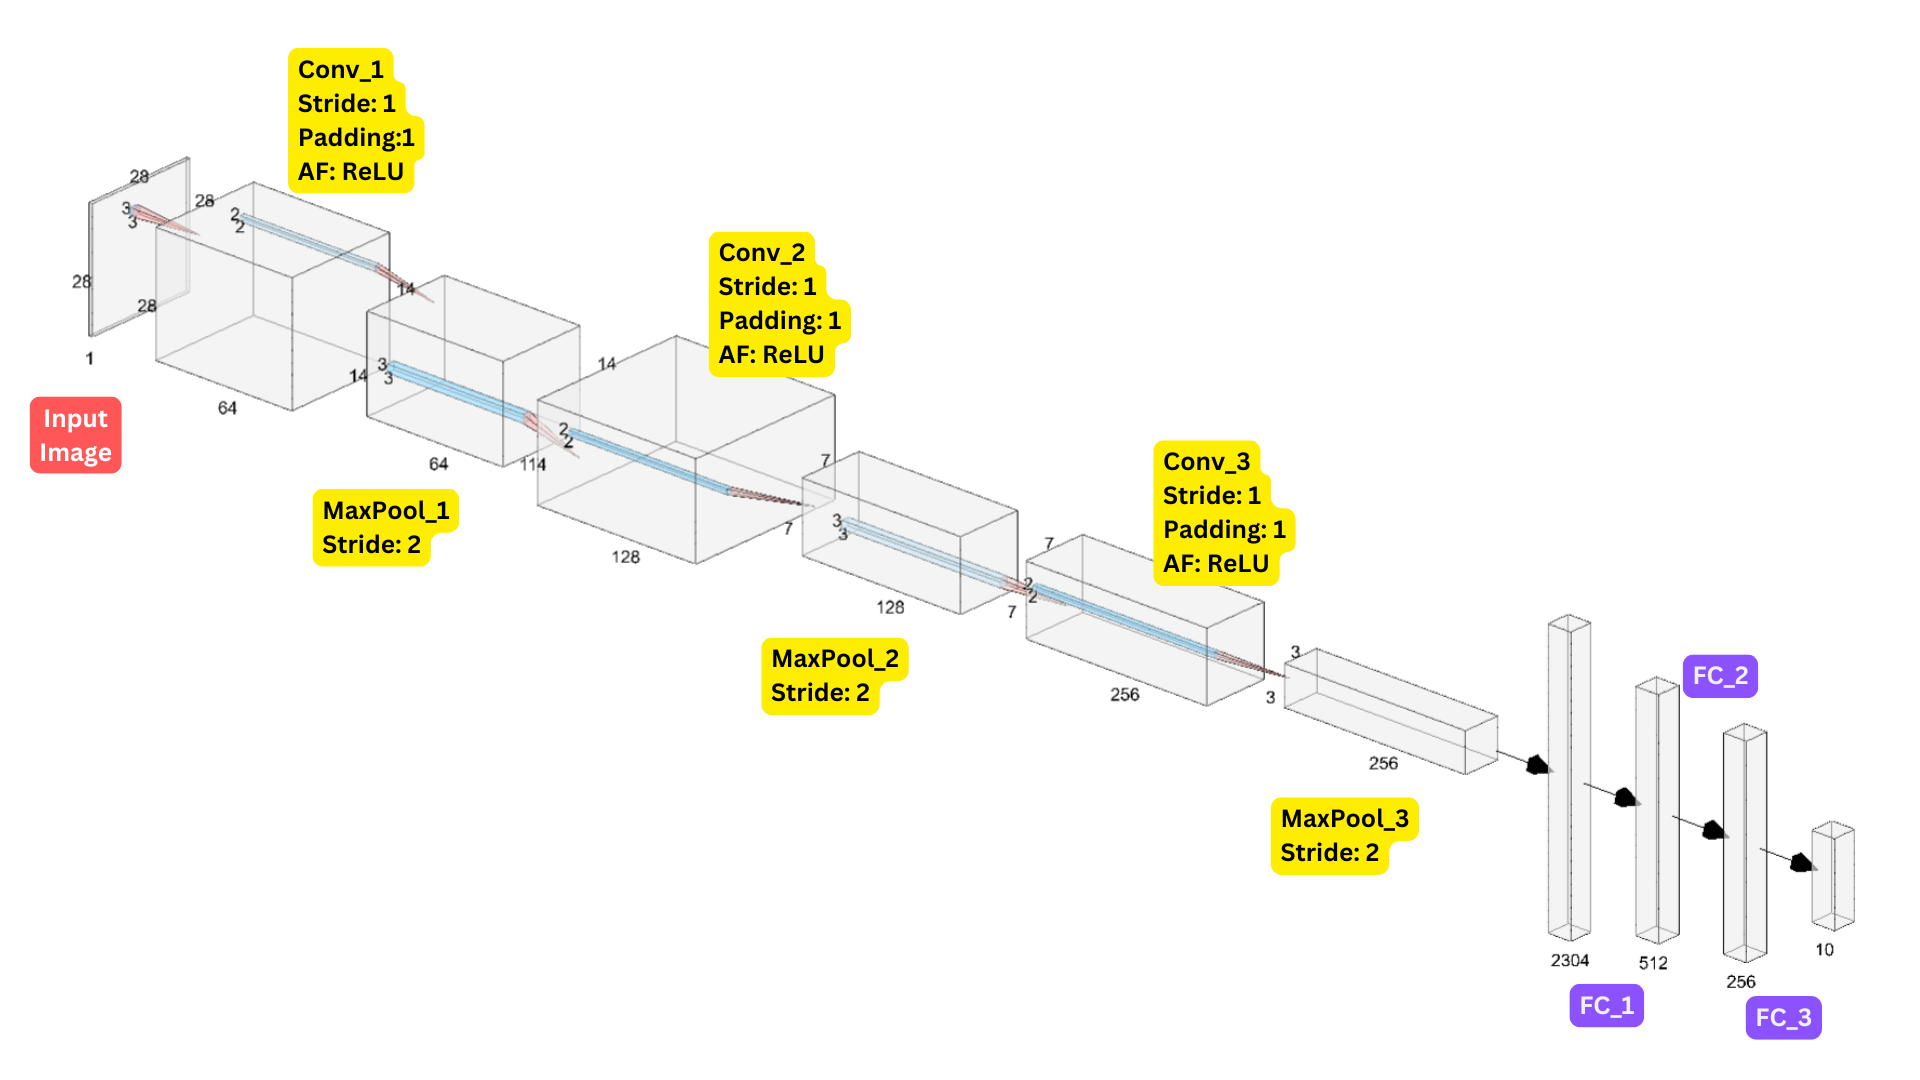 Conv_1
Stride: 1
Padding:1
AF: ReLU
28
28
3
3
28
28
1
2
2
64
Input
Image
14
14
3
3
64
114
MaxPool_1
Stride: 2
Conv_2
Stride: 1
Padding: 1
AF: ReLU
14
2
2
128
7
7
3
3
128
7
MaxPool_2
Stride: 2
Conv_3
Stride: 1
Padding: 1
AF: ReLU
7
2
2
256
3
3
256
MaxPool_3
Stride: 2
2304
FC_1
512
FC_2
256
FC_3
10